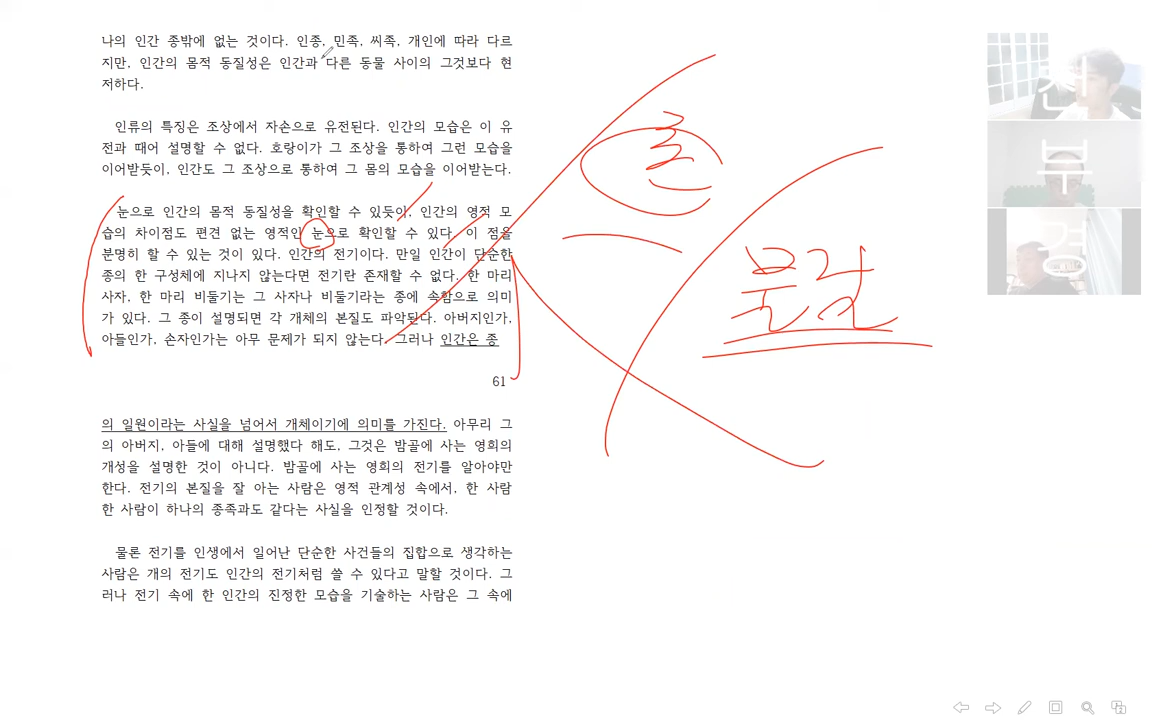 나의 인간 종밖에 없는 것이다. 인종, 민족, 씨족, 개인에 따라 다르
지만, 인간의 몸적 동질성은 인간과 다른 동물 사이의 그것보다 현
저하다.
인류의 특징은 조상에서 자손으로 유전된다. 인간의 모습은 이 유
전과 떼어 설명할 수 없다. 호랑이가 그 조상을 통하여 그런 모습을
이어받듯이, 인간도 그 조상으로 통하여 그 몸의 모습을 이어받는다.
눈으로 인간의 몸적 동질성을 확인할 수 있듯이, 인간의 영적 모
습의 차이점도 편견 없는 영적인 눈으로 확인할 수 있다. 이 점을
분명히 할 수 있는 것이 있다. 인간의 전기이다. 만일 인간이 단순한
종의 한 구성체에 지나지 않는다면 전기란 존재할 수 없다. 한 마리
사자, 한 마리 비둘기는 그 사자나 비둘기라는 종에 속함으로 의미
가 있다. 그 종이 설명되면 각 개체의 본질도 파악된다. 아버지인가,
아들인가, 손자인가는 아무 문제가 되지 않는다. 그러나 인간은 종
61
의 일원이라는 사실을 넘어서 개체이기에 의미를 가진다. 아무리 그
의 아버지, 아들에 대해 설명했다 해도, 그것은 밤골에 사는 영희의
개성을 설명한 것이 아니다. 밤골에 사는 영희의 전기를 알아야만
한다. 전기의 본질을 잘 아는 사람은 영적 관계성 속에서, 한 사람
한 사람이 하나의 종족과도 같다는 사실을 인정할 것이다.
물론 전기를 인생에서 일어난 단순한 사건들의 집합으로 생각하는
사람은 개의 전기도 인간의 전기처럼 쓸 수 있다고 말할 것이다. 그
러나 전기 속에 한 인간의 진정한 모습을 기술하는 사람은 그 속에
부
경